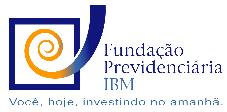 Fundação
Previdenciária
IBM
Você, hoje, investindo no amanhã.